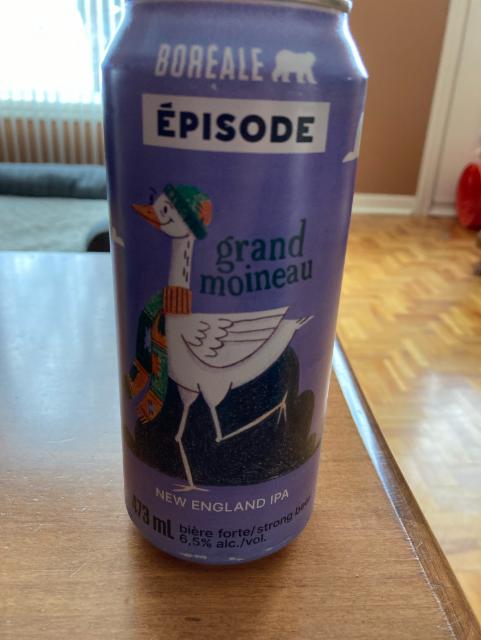 BORÉALE
ÉPISODE
grand
moineau
NEW ENGLAND IPA
473 ml
bière forte/strong beer
6,5% alc./vol.